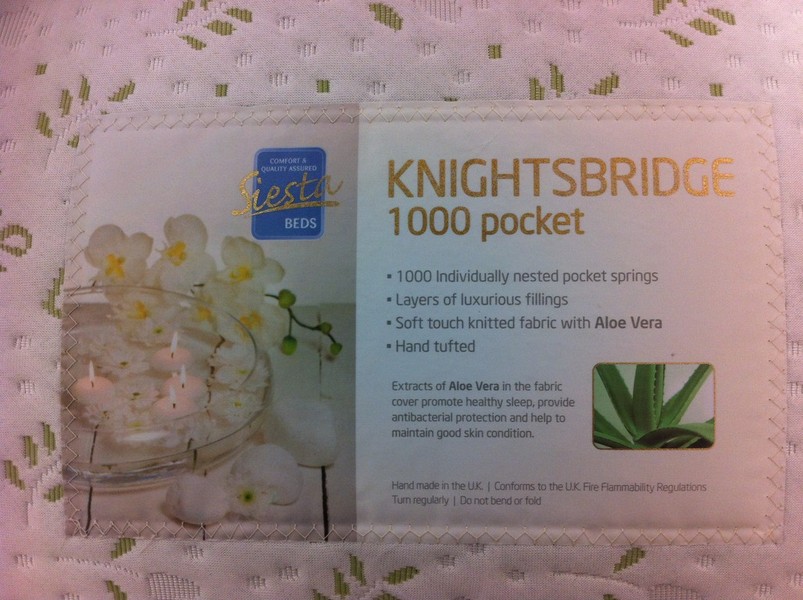 COMFORT &
QUALITY ASSURED
Siesta
BEDS
KNIGHTSBRIDGE
1000 pocket
▪ 1000 Individually nested pocket springs
▪ Layers of luxurious fillings
▪ Soft touch knitted fabric with Aloe Vera
▪ Hand tufted
Extracts of Aloe Vera in the fabric
cover promote healthy sleep, provide
antibacterial protection and help to
maintain good skin condition.
Hand made in the U.K. | Conforms to the U.K. Fire Flammability Regulations
Turn regularly | Do not bend or fold